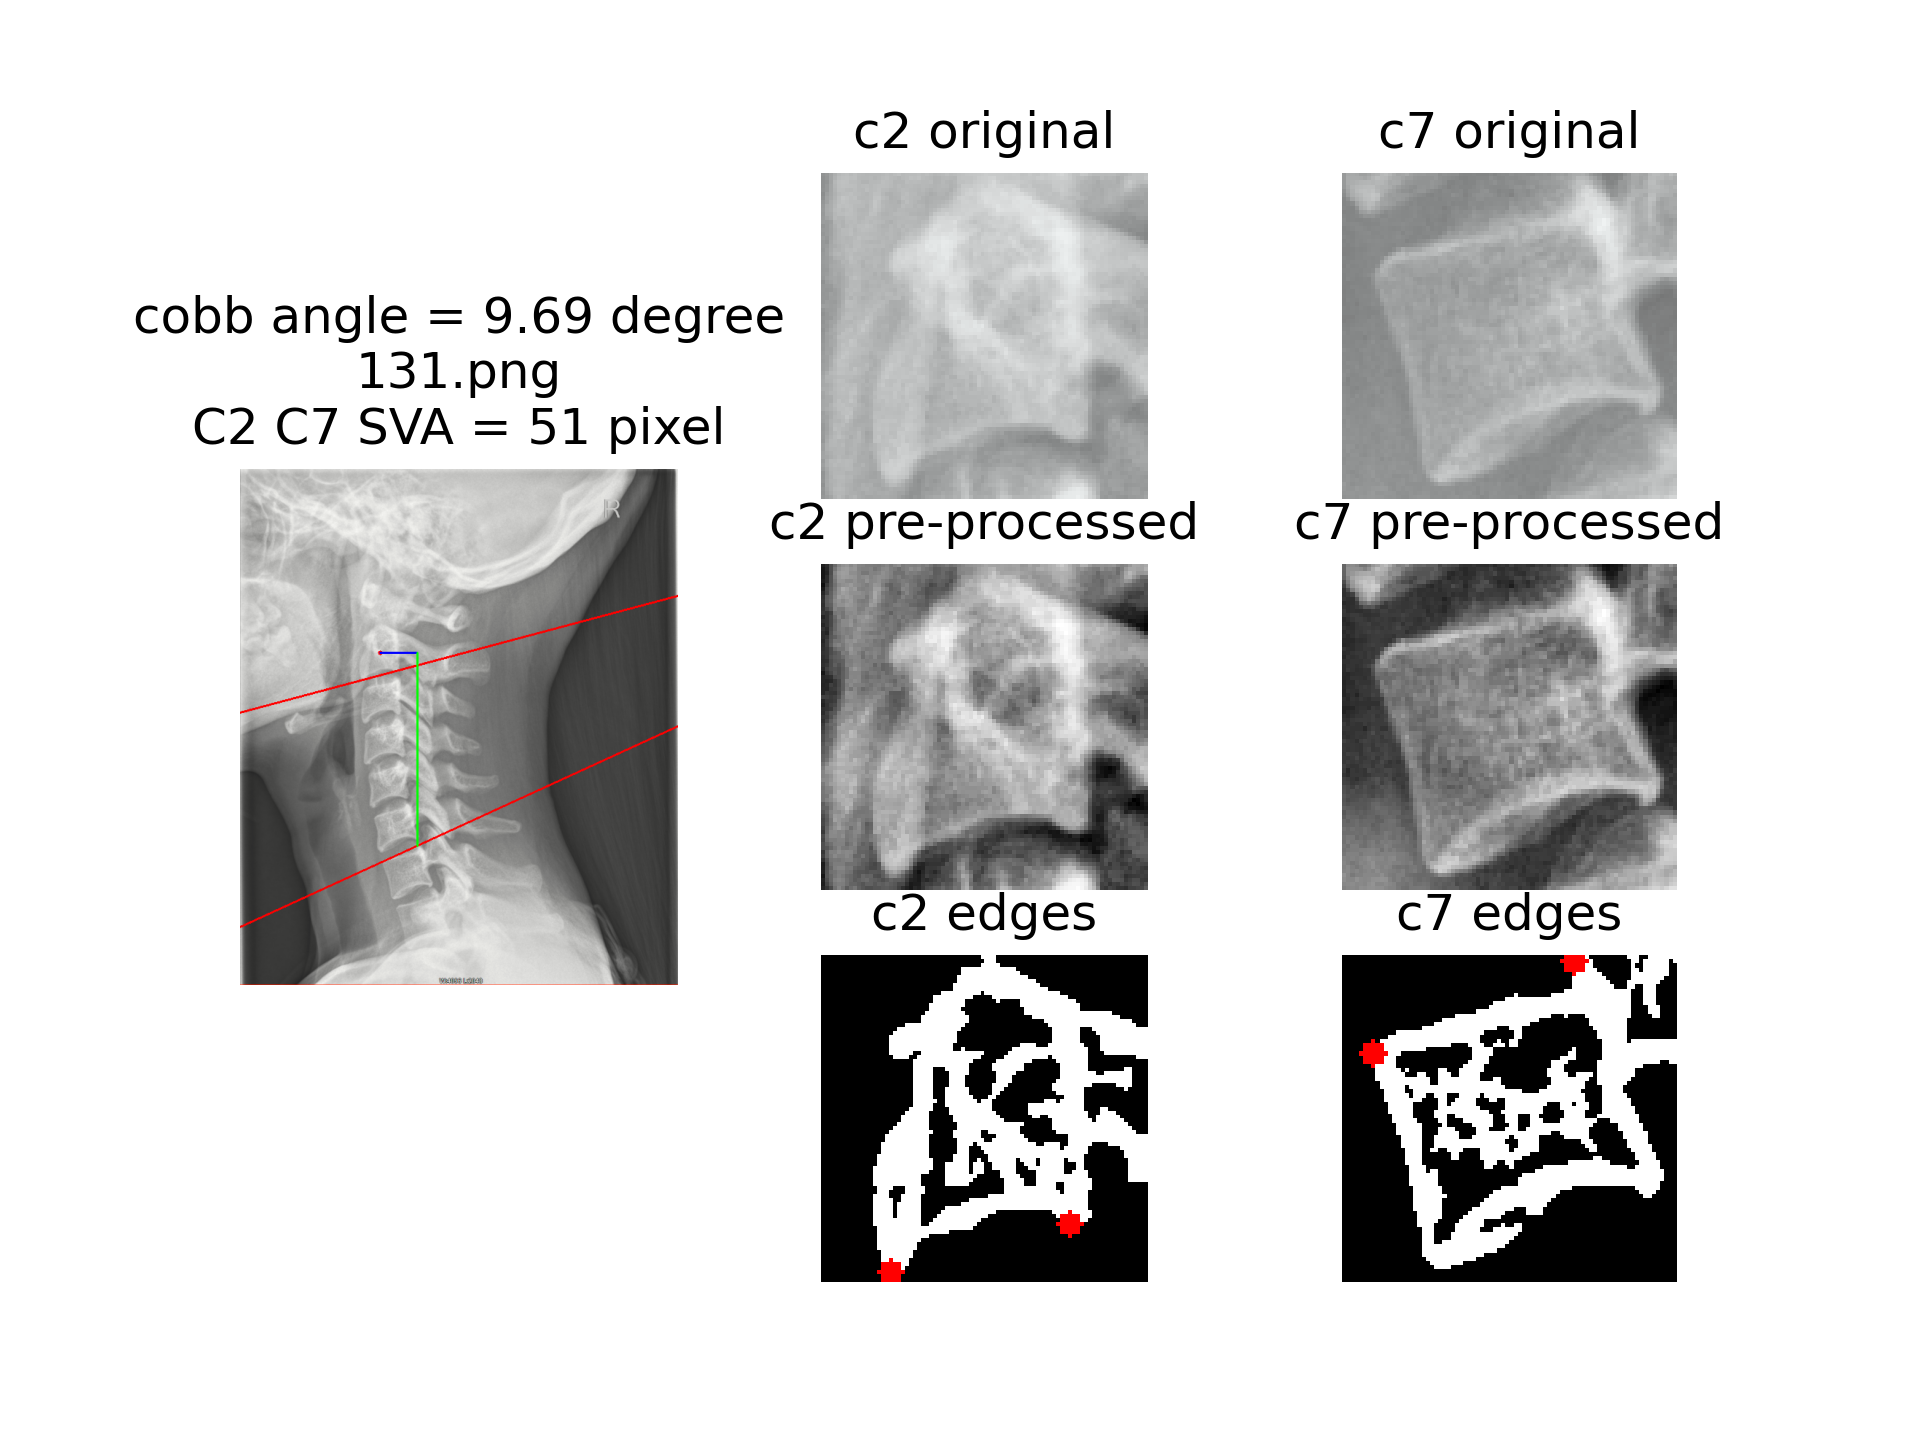 cobb angle = 9.69 degree
131.png
C2 C7 SVA = 51 pixel
R
c2 original
c7 original
c2 pre-processed
c7 pre-processed
c2 edges
c7 edges